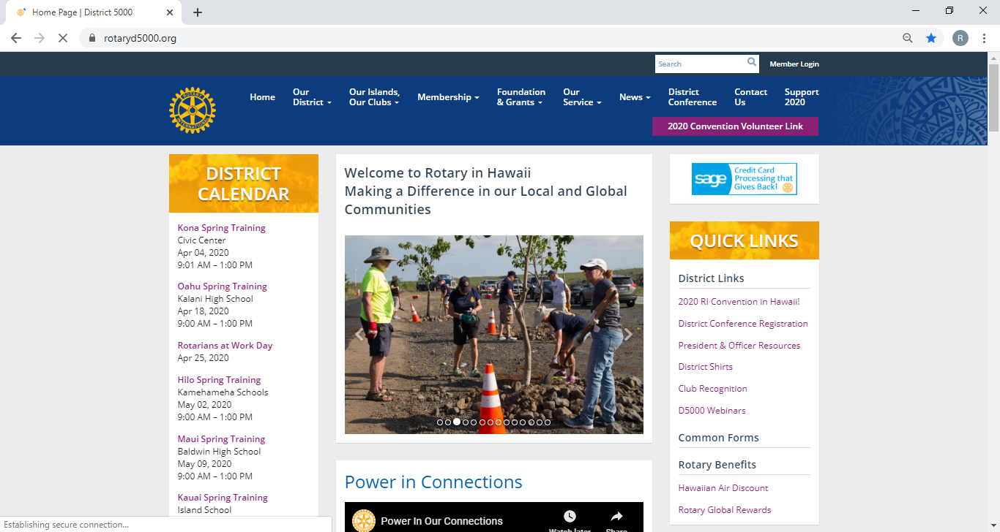 Home Page | District 5000
rotaryd5000.org
R
Search
Member Login
ROTARY
INTERNATIONAL
Home
Our
District
Our Islands,
Our Clubs
Membership
Foundation
& Grants
Our
Service
News
District
Conference
Contact
Us
Support
2020
2020 Convention Volunteer Link
DISTRICT
CALENDAR
Kona Spring Training
Civic Center
Apr 04, 2020
9:01 AM – 1:00 PM
Oahu Spring Training
Kalani High School
Apr 18, 2020
9:00 AM – 1:00 PM
Rotarians at Work Day
Apr 25, 2020
Hilo Spring Training
Kamehameha Schools
May 02, 2020
9:00 AM – 1:00 PM
Maui Spring Training
Baldwin High School
May 09, 2020
9:00 AM – 1:00 PM
Kauai Spring Training
Island School
Welcome to Rotary in Hawaii
Making a Difference in our Local and Global
Communities
Power in Connections
Power In Our Connections
Watch later
Share
sage
Credit Card
Processing that
Gives Back!
QUICK LINKS
District Links
2020 RI Convention in Hawaii!
District Conference Registration
President & Officer Resources
District Shirts
Club Recognition
D5000 Webinars
Common Forms
Rotary Benefits
Hawaiian Air Discount
Rotary Global Rewards
Establishing secure connection...